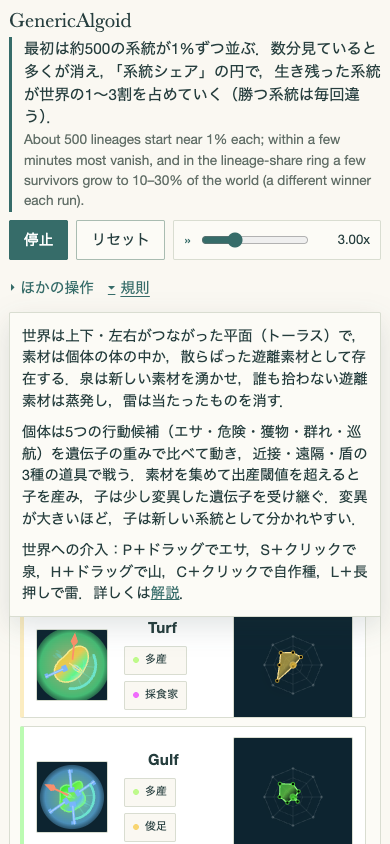 GenericAlgoid
最初は約500の系統が1%ずつ並ぶ．数分見ていると
多くが消え，「系統シェア」の円で，生き残った系統
が世界の1〜3割を占めていく（勝つ系統は毎回違
う）．
About 500 lineages start near 1% each; within a few
minutes most vanish, and in the lineage-share ring a few
survivors grow to 10–30% of the world (a different winner
each run).
停止 リセット » 3.00x
ほかの操作 規則
世界は上下・左右がつながった平面（トーラス）で，
素材は個体の体の中か，散らばった遊離素材として存
在する．泉は新しい素材を湧かせ，誰も拾わない遊離
素材は蒸発し，雷は当たったものを消す．
個体は5つの行動候補（エサ・危険・獲物・群れ・巡
航）を遺伝子の重みで比べて動き，近接・遠隔・盾の
3種の道具で戦う．素材を集めて出産閾値を超えると
子を産み，子は少し変異した遺伝子を受け継ぐ．変異
が大きいほど，子は新しい系統として分かれやすい．
世界への介入：P＋ドラッグでエサ，S＋クリックで
泉，H＋ドラッグで山，C＋クリックで自作種，L＋長
押しで雷．詳しくは解説．
Turf
多産
採食家
Gulf
多産
俊足